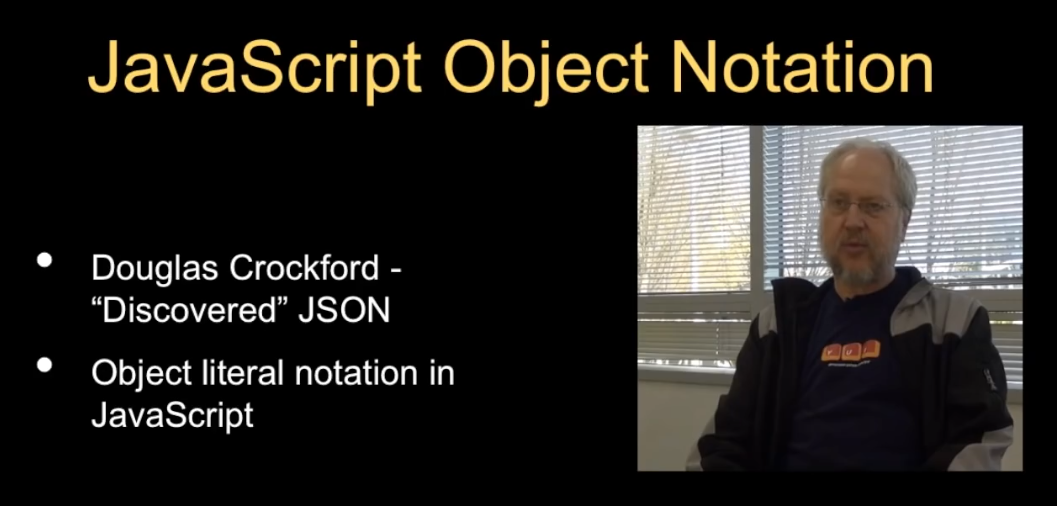 JavaScript Object Notation
Douglas Crockford -
“Discovered” JSON
Object literal notation in
JavaScript